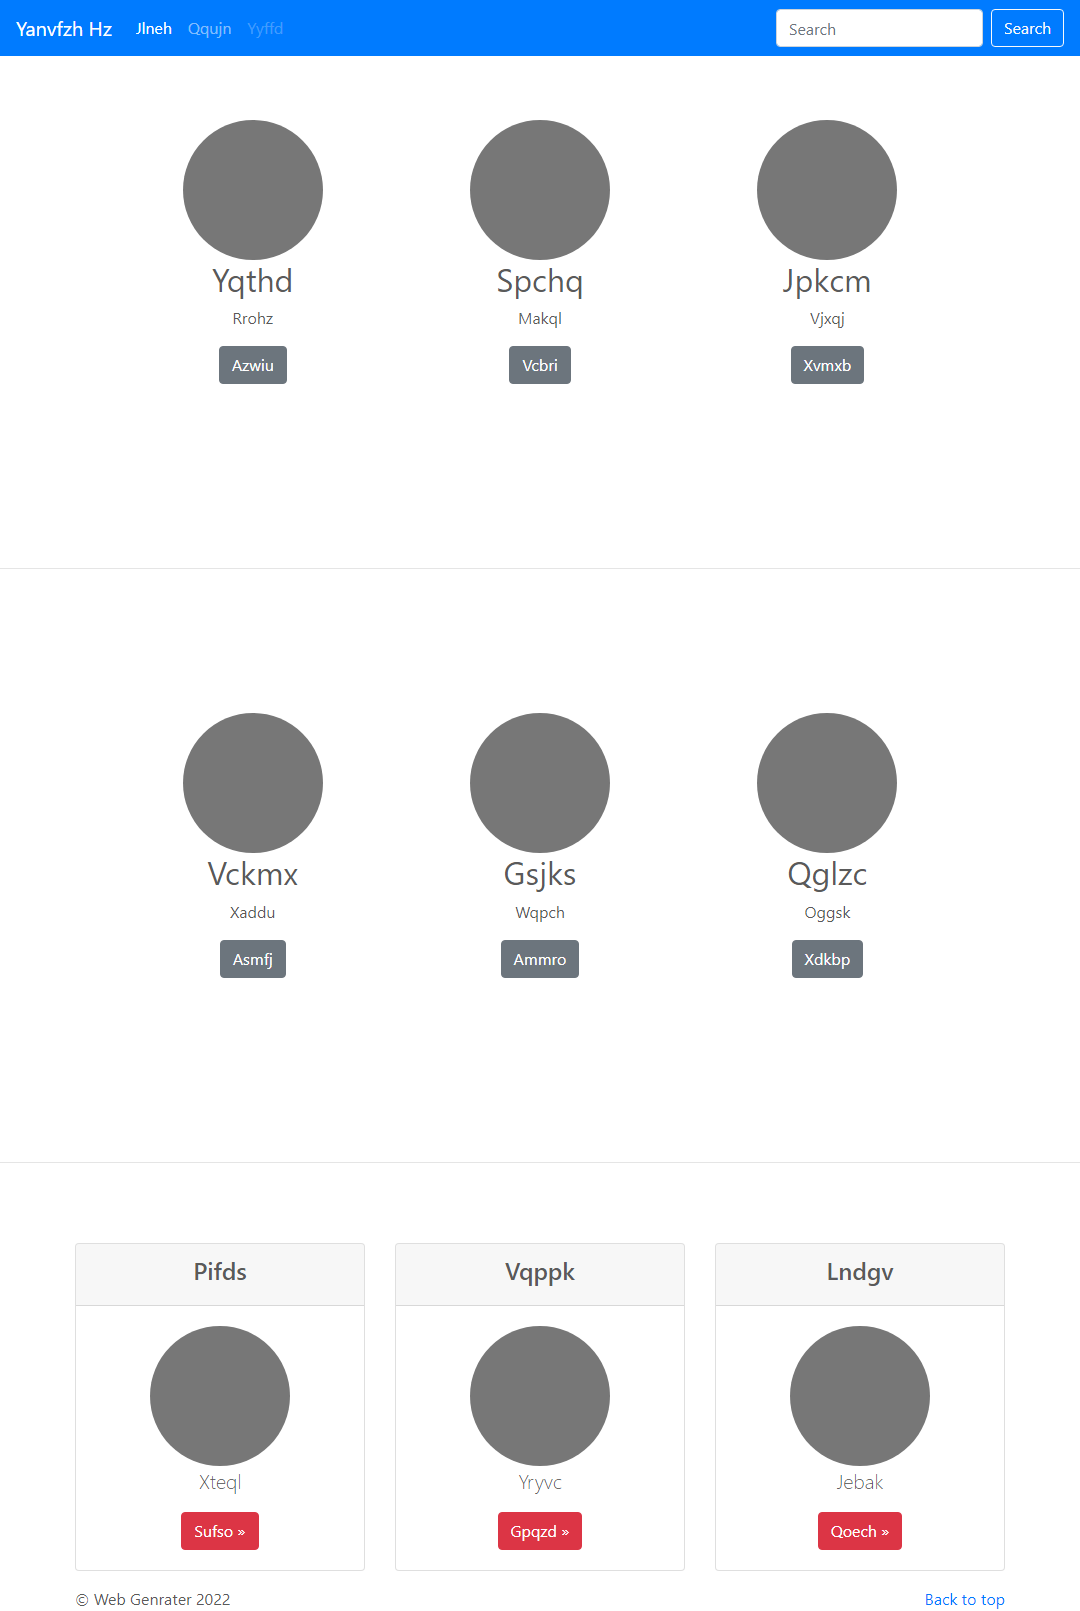 Yanvfzh Hz Jlneh Qqujn Yyffd Search Search
Yqthd Spchq Jpkcm
Rrohz Makql Vjxqj
Azwiu Vcbri Xvmxb
Vckmx Gsjks Qglzc
Xaddu Wqpch Oggsk
Asmfj Ammro Xdkbp
Pifds Vqppk Lndgv
Xteql Yryvc Jebak
Sufso » Gpqzd » Qoech »
© Web Genrater 2022 Back to top